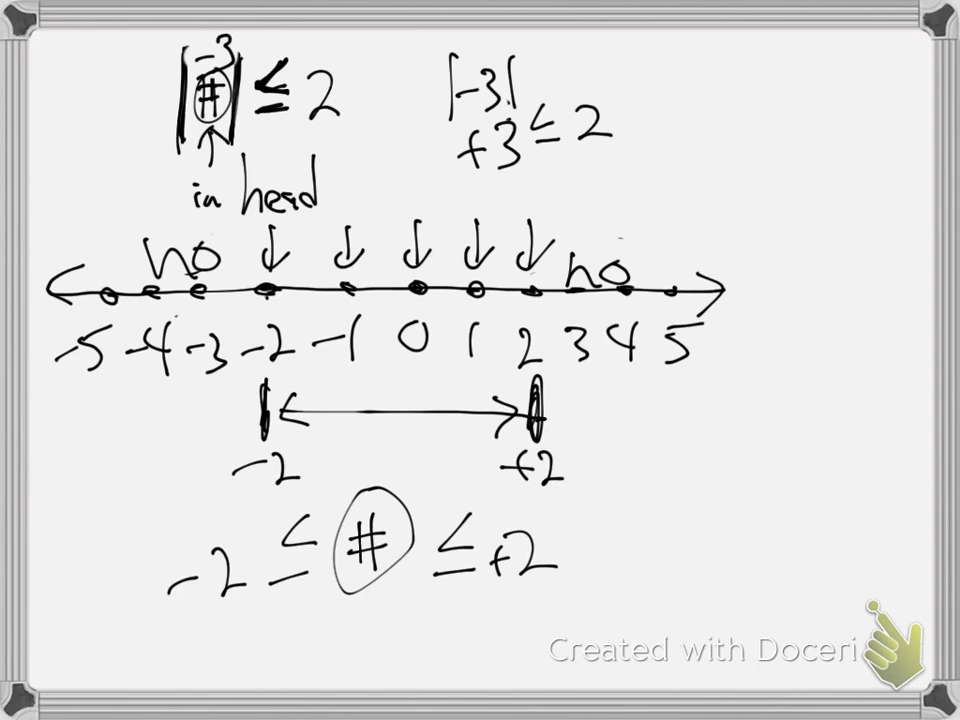 -3
|#| ≤ 2
|-3|
+3 ≤ 2
in head
no no
-5 -4 -3 -2 -1 0 1 2 3 4 5
-2 +2
-2 ≤ # ≤ +2
Created with Doceri